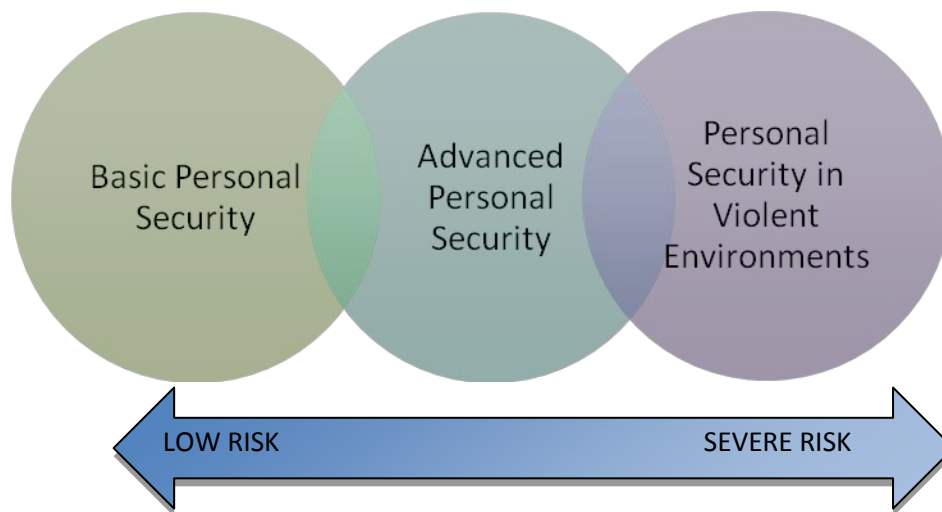 Basic Personal
Security
Advanced
Personal
Security
Personal
Security in
Violent
Environments
LOW RISK
SEVERE RISK